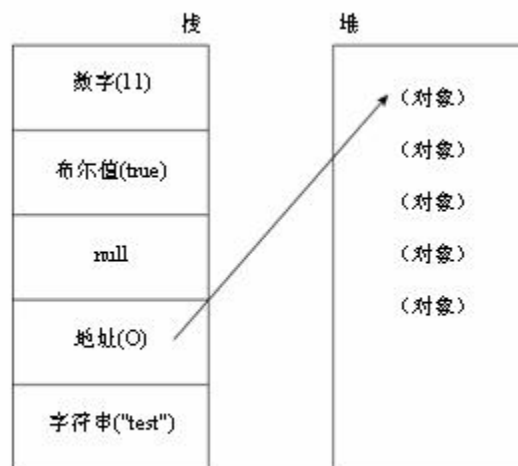 栈
堆
数字(11)
布尔值(true)
null
地址(O)
字符串("test")
(对象)
(对象)
(对象)
(对象)
(对象)